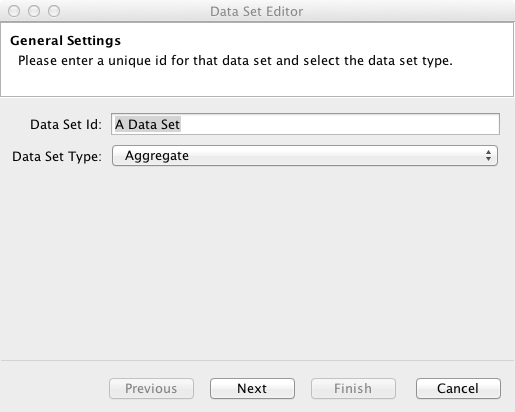 Data Set Editor
General Settings
Please enter a unique id for that data set and select the data set type.
Data Set Id: A Data Set
Data Set Type: Aggregate
Previous Next Finish Cancel